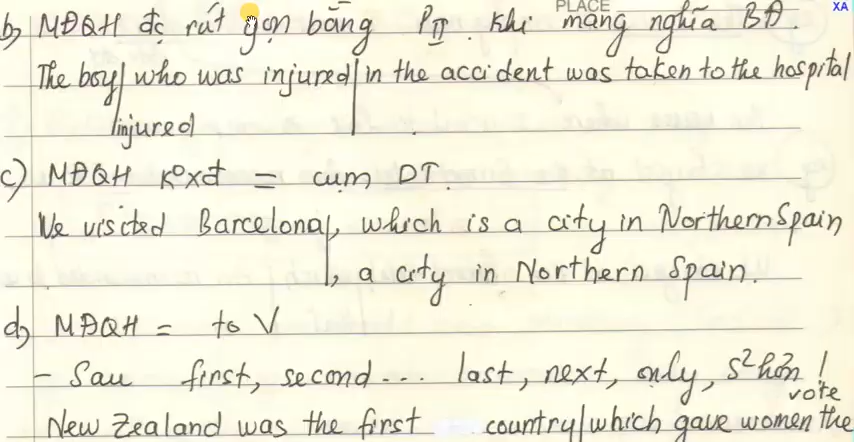 PLACE
XA
b) MĐQH đc rút gọn bằng PII. khi mang nghĩa BĐ
The boy| who was injured| in the accident was taken to the hospital
injured
c) MĐQH Kºxđ = cụm DT.
We visited Barcelona, which is a city in Northern Spain
, a city in Northern Spain.
d) MĐQH = to V
- Sau first, second... last, next, only, s² hơn !
vote
New Zealand was the first country| which gave women the